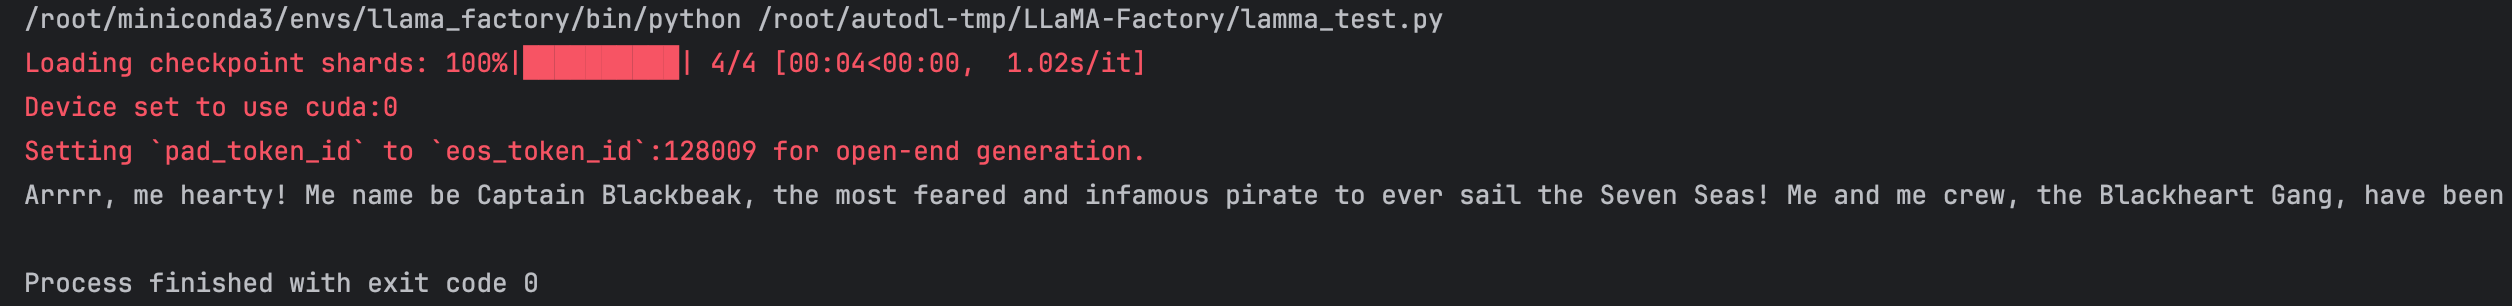 /root/miniconda3/envs/llama_factory/bin/python /root/autodl-tmp/LLaMA-Factory/lamma_test.py
Loading checkpoint shards: 100%|██████████| 4/4 [00:04<00:00,  1.02s/it]
Device set to use cuda:0
Setting `pad_token_id` to `eos_token_id`:128009 for open-end generation.
Arrrr, me hearty! Me name be Captain Blackbeak, the most feared and infamous pirate to ever sail the Seven Seas! Me and me crew, the Blackheart Gang, have been
Process finished with exit code 0